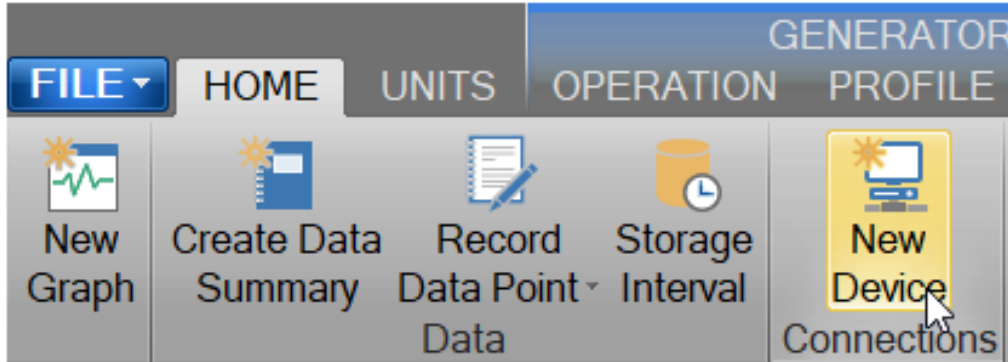 GENERATOR
FILE HOME UNITS OPERATION PROFILE
New Create Data Record Storage New
Graph Summary Data Point Interval Device
Data Connections